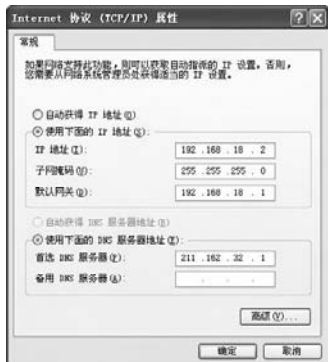 Internet 协议 (TCP/IP) 属性
常规
如果网络支持此功能，则可以获取自动指派的 IP 设置。否则，
您需要从网络系统管理员处获得适当的 IP 设置。
自动获得 IP 地址(O)
使用下面的 IP 地址(S):
IP 地址(I): 192 .168 .18 . 2
子网掩码(U): 255 .255 .255 . 0
默认网关(D): 192 .168 .18 . 1
自动获得 DNS 服务器地址(B)
使用下面的 DNS 服务器地址(E):
首选 DNS 服务器(P): 211 .162 .32 . 1
备用 DNS 服务器(A): . . .
高级(V)...
确定 取消